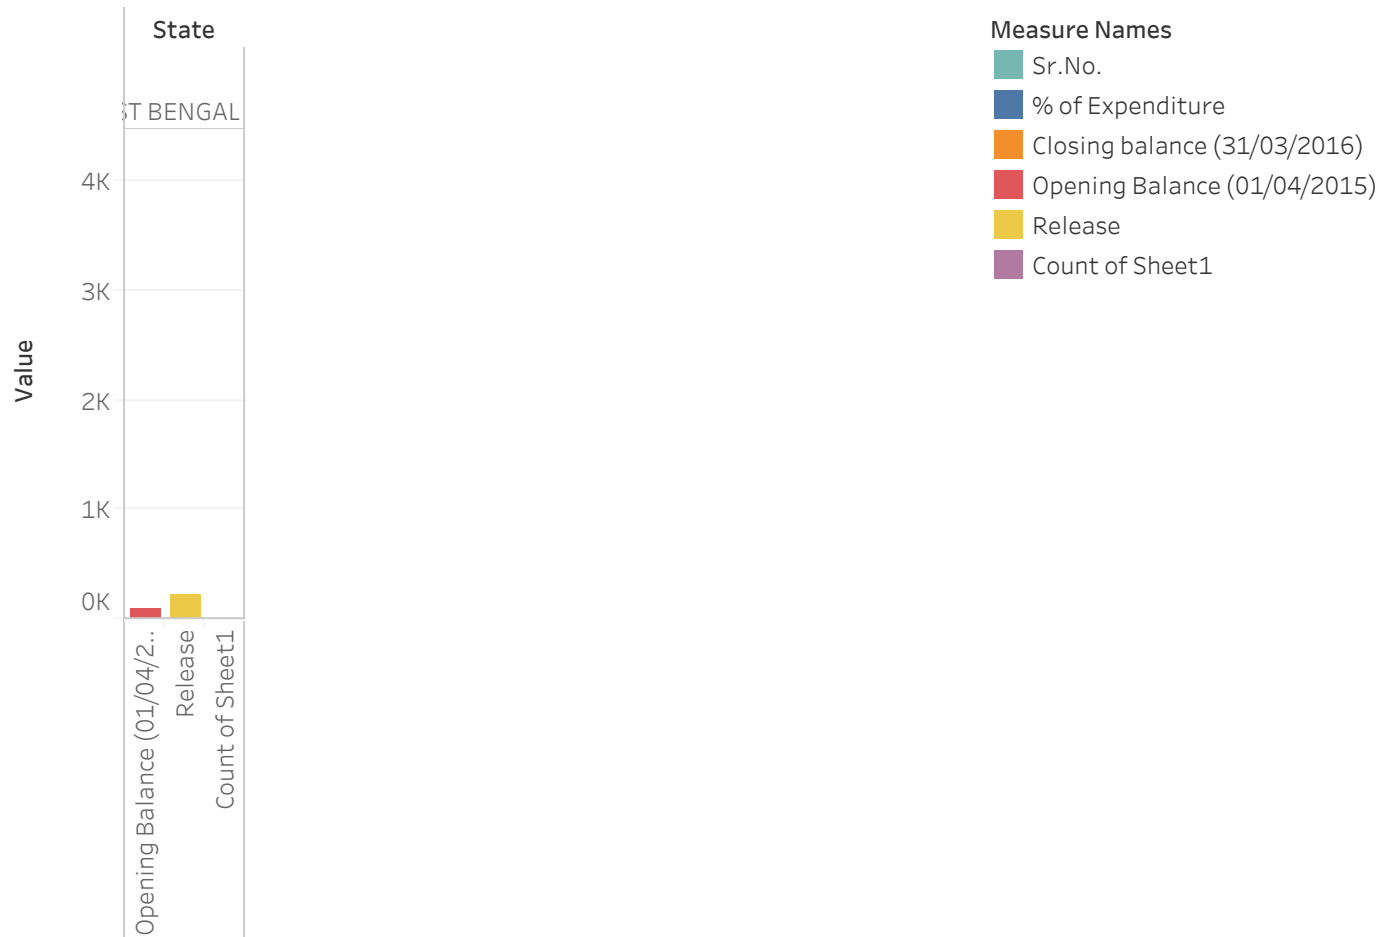 State
ST BENGAL
4K
3K
2K
1K
0K
Value
Opening Balance (01/04/2..
Release
Count of Sheet1
Measure Names
Sr.No.
% of Expenditure
Closing balance (31/03/2016)
Opening Balance (01/04/2015)
Release
Count of Sheet1